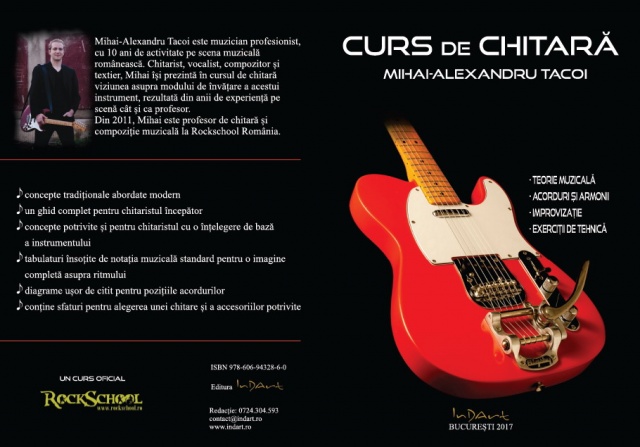 Mihai-Alexandru Tacoi este muzician profesionist,
cu 10 ani de activitate pe scena muzicală
românească. Chitarist, vocalist, compozitor și
textier, Mihai își prezintă în cursul de chitară
viziunea asupra modului de învățare a acestui
instrument, rezultată din anii de experiență pe
scenă cât și ca profesor.
Din 2011, Mihai este profesor de chitară și
compoziție muzicală la Rockschool România.
concepte tradiționale abordate modern
un ghid complet pentru chitaristul începător
concepte potrivite și pentru chitaristul cu o înțelegere de bază
a instrumentului
tabulaturi însoțite de notația muzicală standard pentru o imagine
completă asupra ritmului
diagrame ușor de citit pentru pozițiile acordurilor
conține sfaturi pentru alegerea unei chitare și a accesoriilor potrivite
UN CURS OFICIAL
ROCKSCHOOL
www.rockschool.ro
ISBN 978-606-94328-6-0
Editura InDArt
Redacție: 0724.304.593
contact@indart.ro
www.indart.ro
CURS DE CHITARĂ
MIHAI-ALEXANDRU TACOI
· TEORIE MUZICALĂ
· ACORDURI ȘI ARMONII
· IMPROVIZAȚIE
· EXERCIȚII DE TEHNICĂ
InDArt
BUCUREȘTI 2017